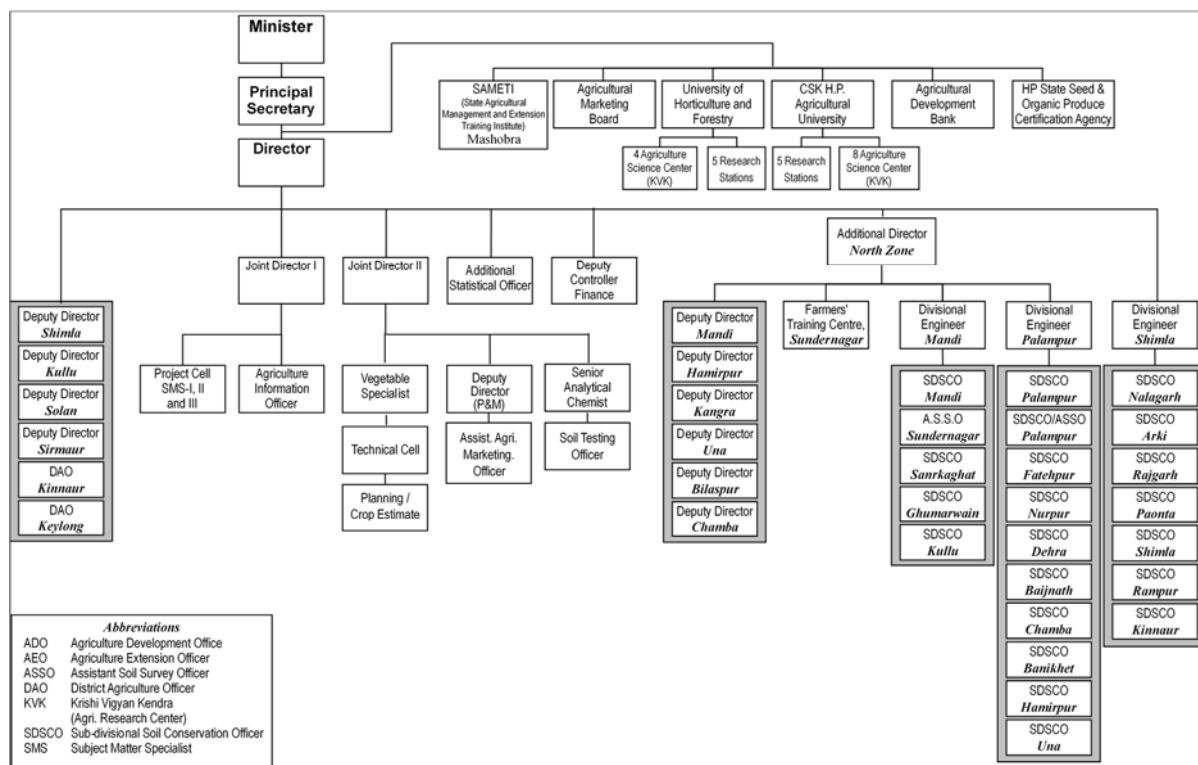 Minister
Principal
Secretary
Director
SAMETI
(State Agricultural
Management and Extension
Training Institute)
Mashobra
Agricultural
Marketing
Board
University of
Horticulture and
Forestry
CSK H.P.
Agricultural
University
Agricultural
Development
Bank
HP State Seed &
Organic Produce
Certification Agency
4 Agriculture
Science Center
(KVK)
5 Research
Stations
5 Research
Stations
8 Agriculture
Science Center
(KVK)
Additional Director
North Zone
Joint Director I
Joint Director II
Additional
Statistical Officer
Deputy
Controller
Finance
Deputy Director
Shimla
Deputy Director
Kullu
Deputy Director
Solan
Deputy Director
Sirmaur
DAO
Kinnaur
DAO
Keylong
Project Cell
SMS-I, II
and III
Agriculture
Information
Officer
Vegetable
Specialist
Technical Cell
Planning /
Crop Estimate
Deputy
Director
(P&M)
Assist. Agri.
Marketing.
Officer
Senior
Analytical
Chemist
Soil Testing
Officer
Deputy Director
Mandi
Deputy Director
Hamirpur
Deputy Director
Kangra
Deputy Director
Una
Deputy Director
Bilaspur
Deputy Director
Chamba
Farmers'
Training Centre,
Sundernagar
Divisional
Engineer
Mandi
SDSCO
Mandi
A.S.S.O
Sundernagar
SDSCO
Sanrkaghat
SDSCO
Ghumarwain
SDSCO
Kullu
Divisional
Engineer
Palampur
SDSCO
Palampur
SDSCO/ASSO
Palampur
SDSCO
Fatehpur
SDSCO
Nurpur
SDSCO
Dehra
SDSCO
Baijnath
SDSCO
Chamba
SDSCO
Banikhet
SDSCO
Hamirpur
SDSCO
Una
Divisional
Engineer
Shimla
SDSCO
Nalagarh
SDSCO
Arki
SDSCO
Rajgarh
SDSCO
Paonta
SDSCO
Shimla
SDSCO
Rampur
SDSCO
Kinnaur
Abbreviations
ADO Agriculture Development Office
AEO Agriculture Extension Officer
ASSO Assistant Soil Survey Officer
DAO District Agriculture Officer
KVK Krishi Vigyan Kendra
(Agri. Research Center)
SDSCO Sub-divisional Soil Conservation Officer
SMS Subject Matter Specialist